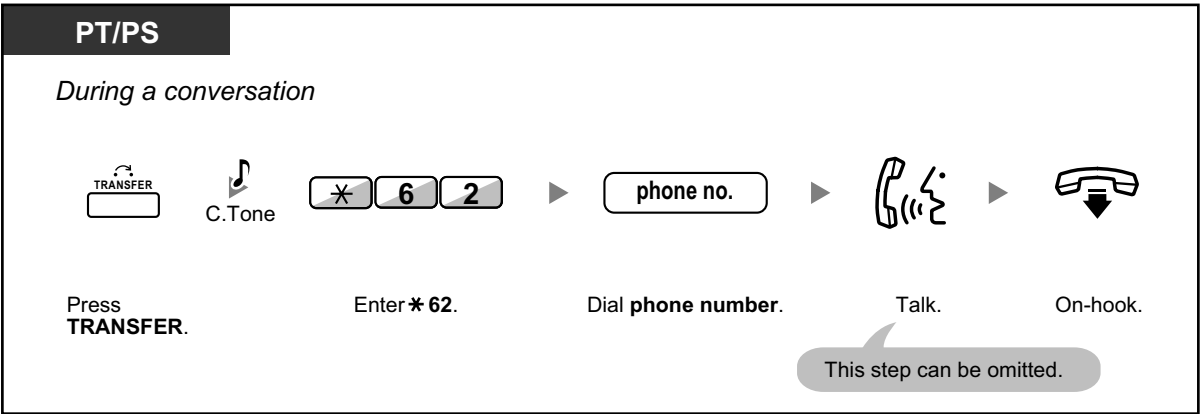 PT/PS
During a conversation
TRANSFER
C.Tone
* 6 2
phone no.
Press
TRANSFER.
Enter * 62.
Dial phone number.
Talk.
On-hook.
This step can be omitted.